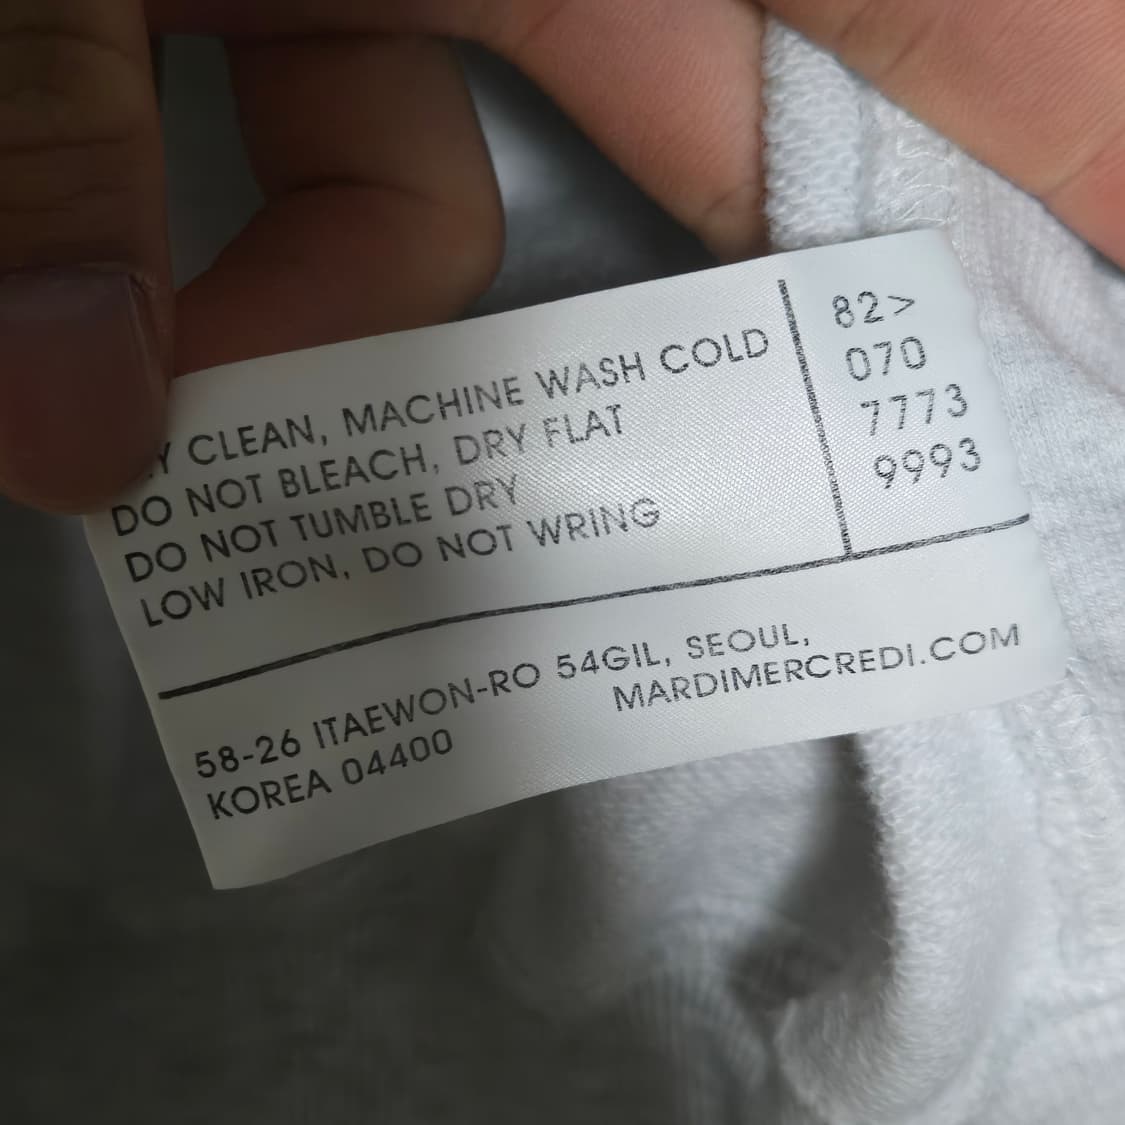 CLEAN, MACHINE WASH COLD
DO NOT BLEACH, DRY FLAT
DO NOT TUMBLE DRY
LOW IRON, DO NOT WRING
82>
070
7773
9993
58-26 ITAEWON-RO 54GIL, SEOUL,
KOREA 04400
MARDIMERCREDI.COM